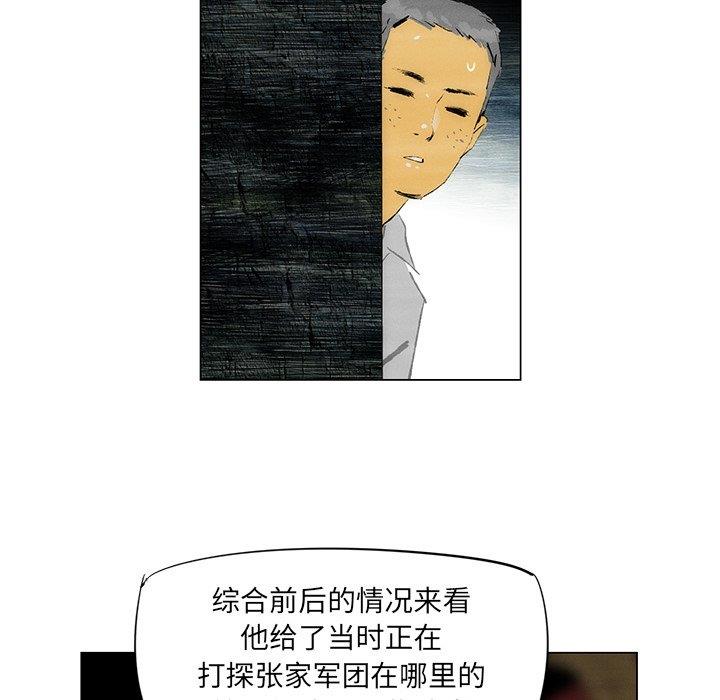 综合前后的情况来看
他给了当时正在
打探张家军团在哪里的